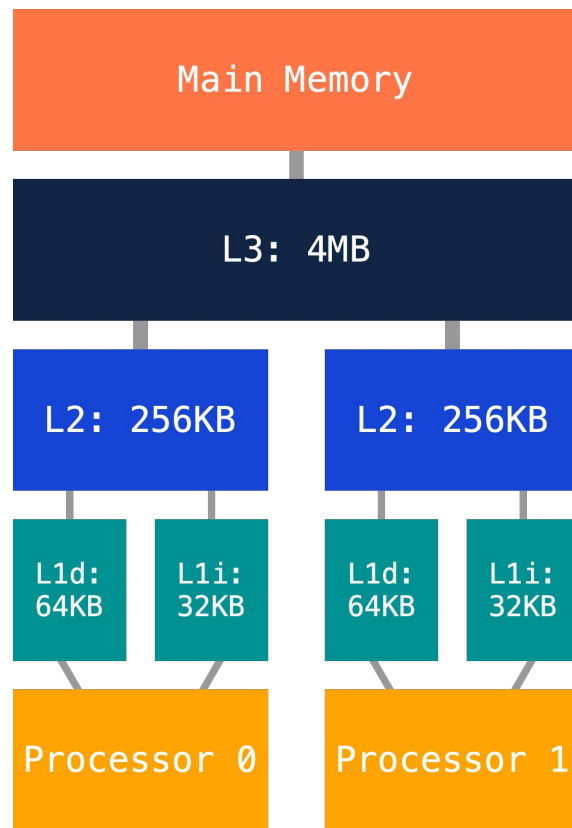 Main Memory
L3: 4MB
L2: 256KB
L2: 256KB
L1d:
64KB
L1i:
32KB
L1d:
64KB
L1i:
32KB
Processor 0
Processor 1